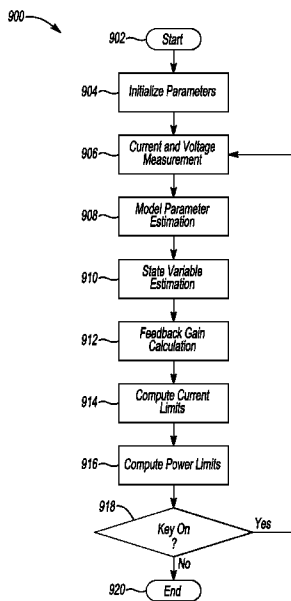 900
902
Start
904
Initialize Parameters
906
Current and Voltage
Measurement
908
Model Parameter
Estimation
910
State Variable
Estimation
912
Feedback Gain
Calculation
914
Compute Current
Limits
916
Compute Power Limits
918
Key On
?
Yes
No
920
End